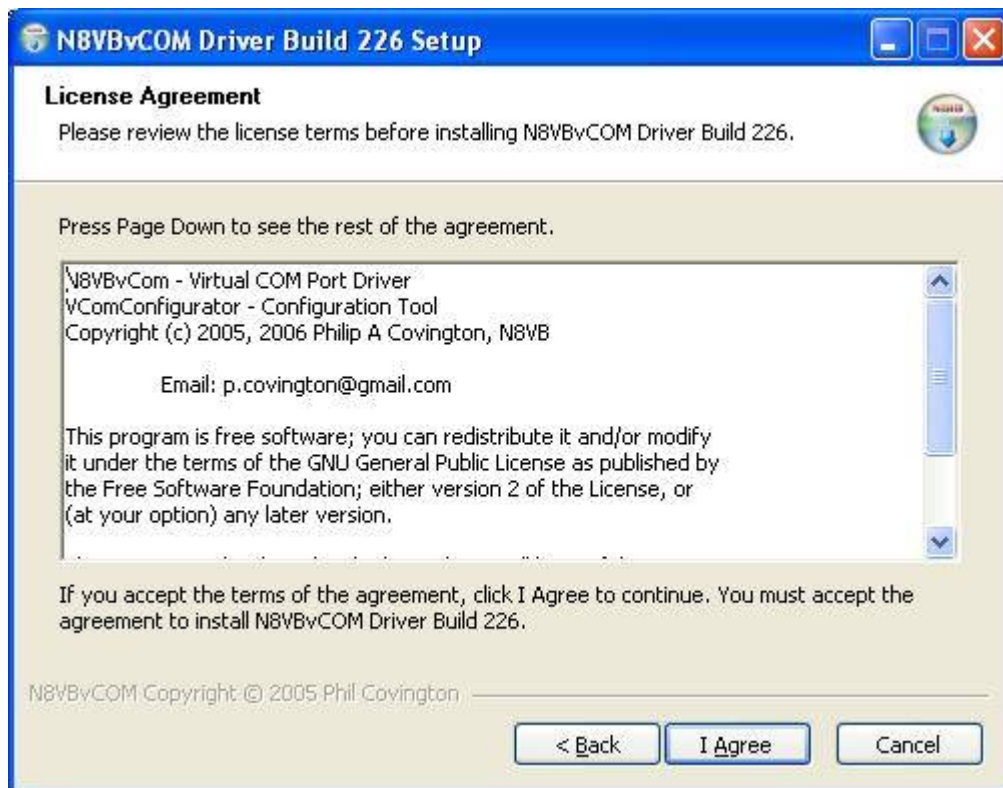 N8VBvCOM Driver Build 226 Setup
License Agreement
Please review the license terms before installing N8VBvCOM Driver Build 226.
Press Page Down to see the rest of the agreement.
N8VBvCom - Virtual COM Port Driver
VComConfigurator - Configuration Tool
Copyright (c) 2005, 2006 Philip A Covington, N8VB
Email: p.covington@gmail.com
This program is free software; you can redistribute it and/or modify
it under the terms of the GNU General Public License as published by
the Free Software Foundation; either version 2 of the License, or
(at your option) any later version.
If you accept the terms of the agreement, click I Agree to continue. You must accept the
agreement to install N8VBvCOM Driver Build 226.
N8VBvCOM Copyright © 2005 Phil Covington
< Back
I Agree
Cancel